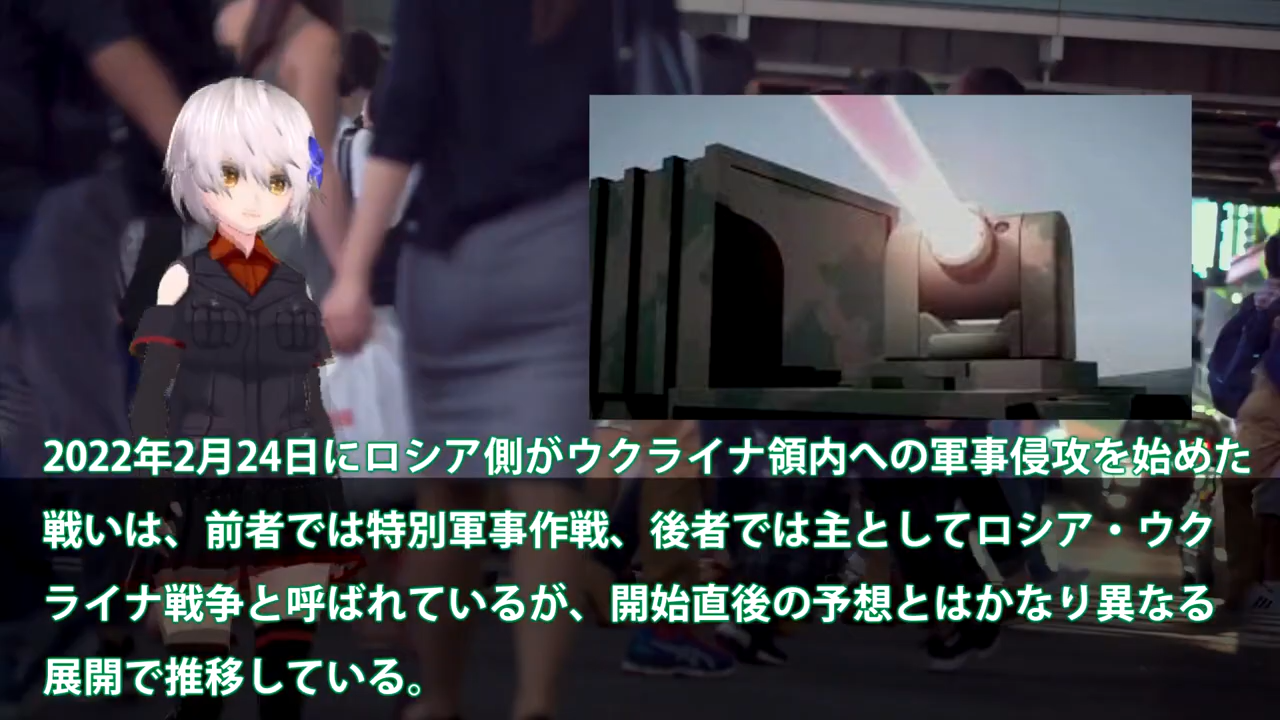 2022年2月24日にロシア側がウクライナ領内への軍事侵攻を始めた
戦いは、前者では特別軍事作戦、後者では主としてロシア・ウク
ライナ戦争と呼ばれているが、開始直後の予想とはかなり異なる
展開で推移している。